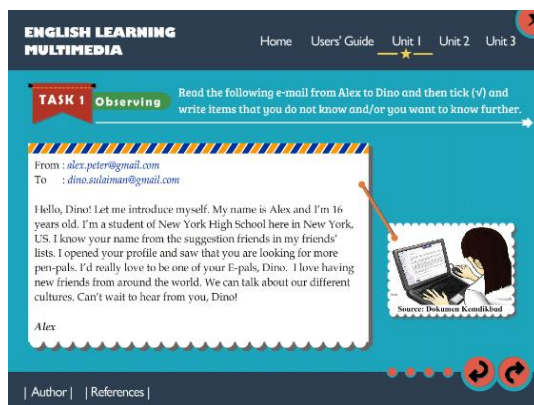 ENGLISH LEARNING
MULTIMEDIA
Home Users' Guide Unit 1 Unit 2 Unit 3
TASK 1 Observing
Read the following e-mail from Alex to Dino and then tick (√) and
write items that you do not know and/or you want to know further.
From : alex.peter@gmail.com
To : dino.sulaiman@gmail.com
Hello, Dino! Let me introduce myself. My name is Alex and I'm 16
years old. I'm a student of New York High School here in New York,
US. I know your name from the suggestion friends in my friends'
lists. I opened your profile and saw that you are looking for more
pen-pals. I'd really love to be one of your E-pals, Dino. I love having
new friends from around the world. We can talk about our different
cultures. Can't wait to hear from you, Dino!
Alex
Source: Dokumen Kemdikbud
| Author | | References |